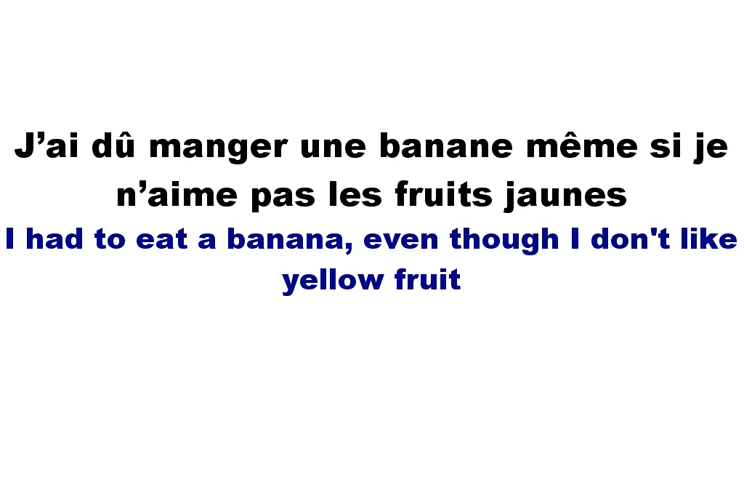 J’ai dû manger une banane même si je
n’aime pas les fruits jaunes
I had to eat a banana, even though I don't like
yellow fruit